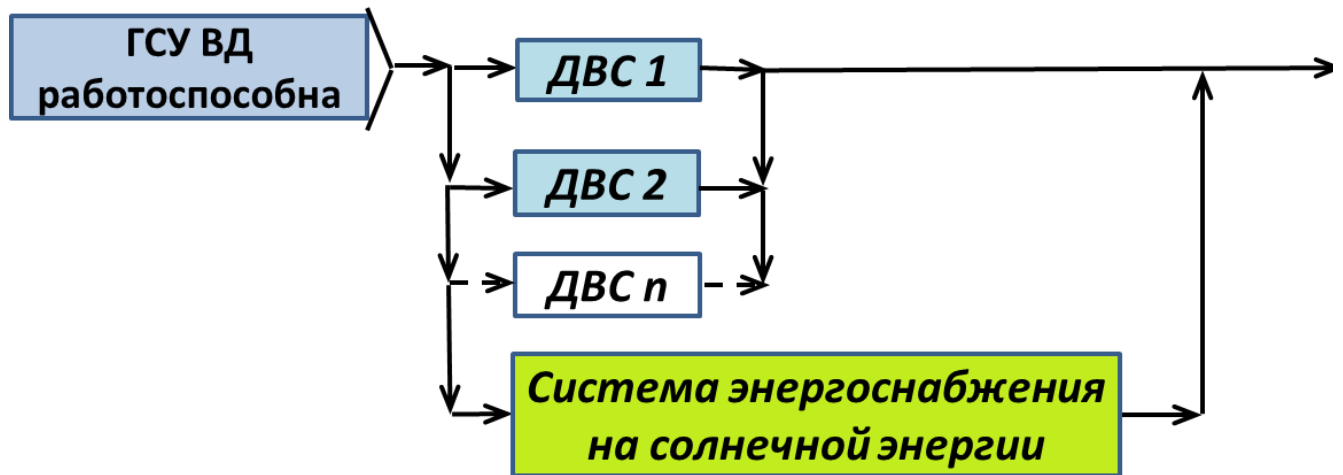 ГСУ ВД
работоспособна
ДВС 1
ДВС 2
ДВС n
Система энергоснабжения
на солнечной энергии